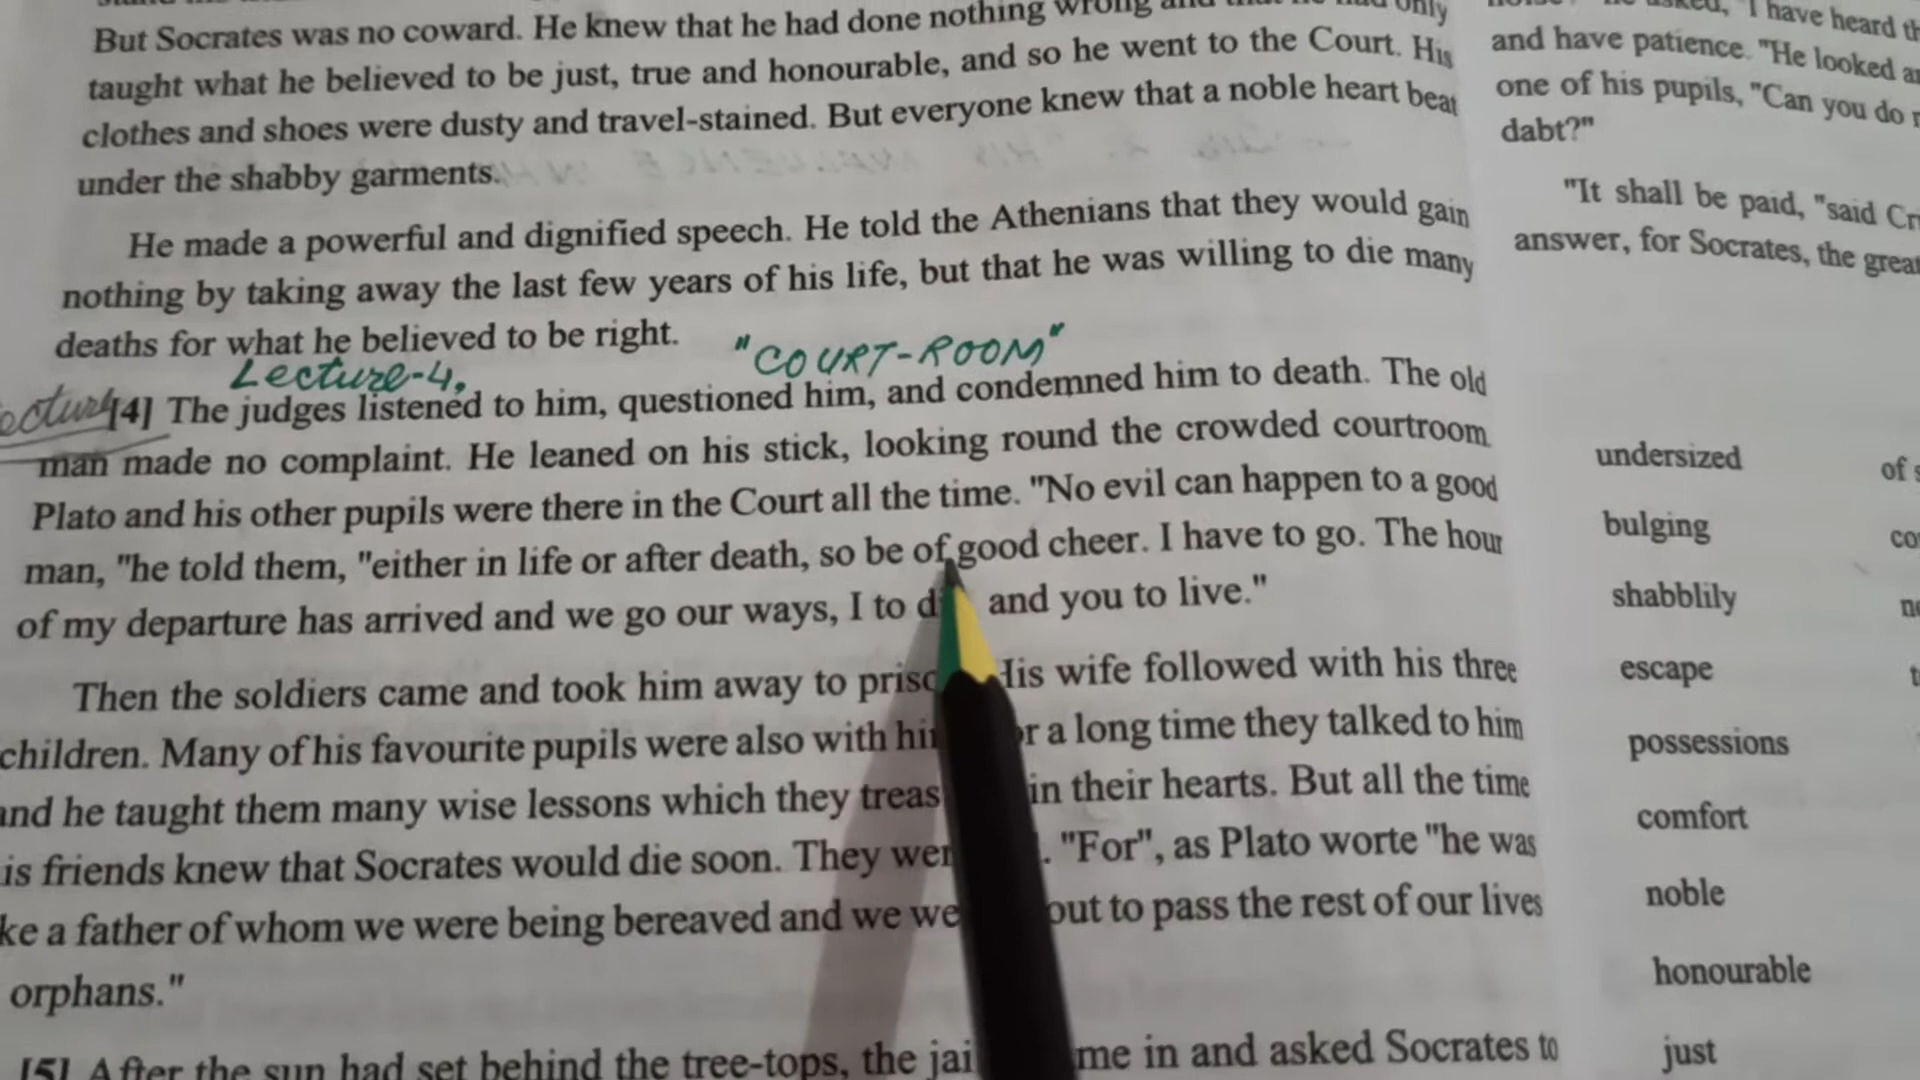 But Socrates was no coward. He knew that he had done nothing wrong
taught what he believed to be just, true and honourable, and so he went to the Court. His
clothes and shoes were dusty and travel-stained. But everyone knew that a noble heart beat
under the shabby garments.
He made a powerful and dignified speech. He told the Athenians that they would gain
nothing by taking away the last few years of his life, but that he was willing to die many
deaths for what he believed to be right.
"COURT-ROOM"
Lecture-4.
[4] The judges listened to him, questioned him, and condemned him to death. The old
man made no complaint. He leaned on his stick, looking round the crowded courtroom
Plato and his other pupils were there in the Court all the time. "No evil can happen to a good
man, "he told them, "either in life or after death, so be of good cheer. I have to go. The hour
of my departure has arrived and we go our ways, I to and you to live."
Then the soldiers came and took him away to His wife followed with his three
children. Many of his favourite pupils were also with a long time they talked to him
and he taught them many wise lessons which they in their hearts. But all the time
is friends knew that Socrates would die soon. They "For", as Plato worte "he was
ke a father of whom we were being bereaved and we out to pass the rest of our lives
orphans."
[5] After the sun had set behind the tree-tops, the me in and asked Socrates to
asked, "I have heard
and have patience. "He looked
one of his pupils, "Can you do
dabt?"
"It shall be paid, "said
answer, for Socrates, the
undersized
of
bulging
shabblily
escape
possessions
comfort
noble
honourable
just